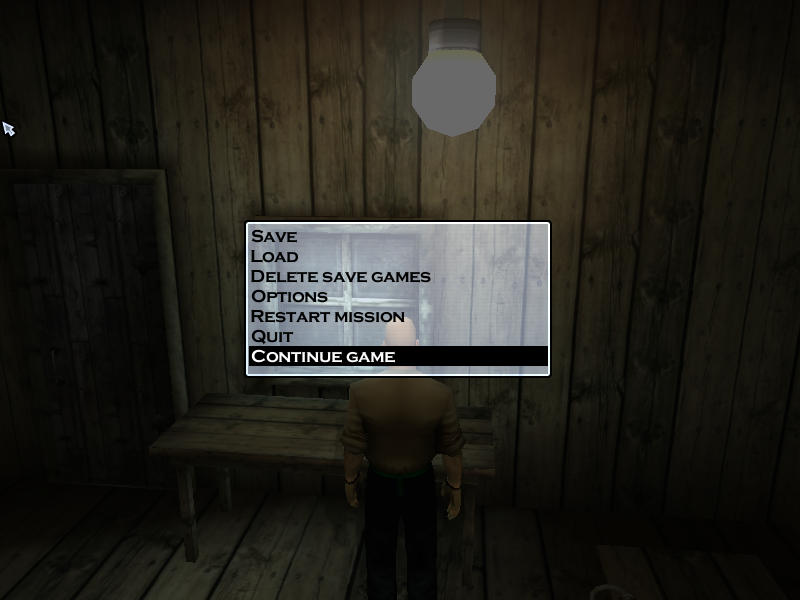 Save
Load
Delete save games
Options
Restart mission
Quit
Continue game